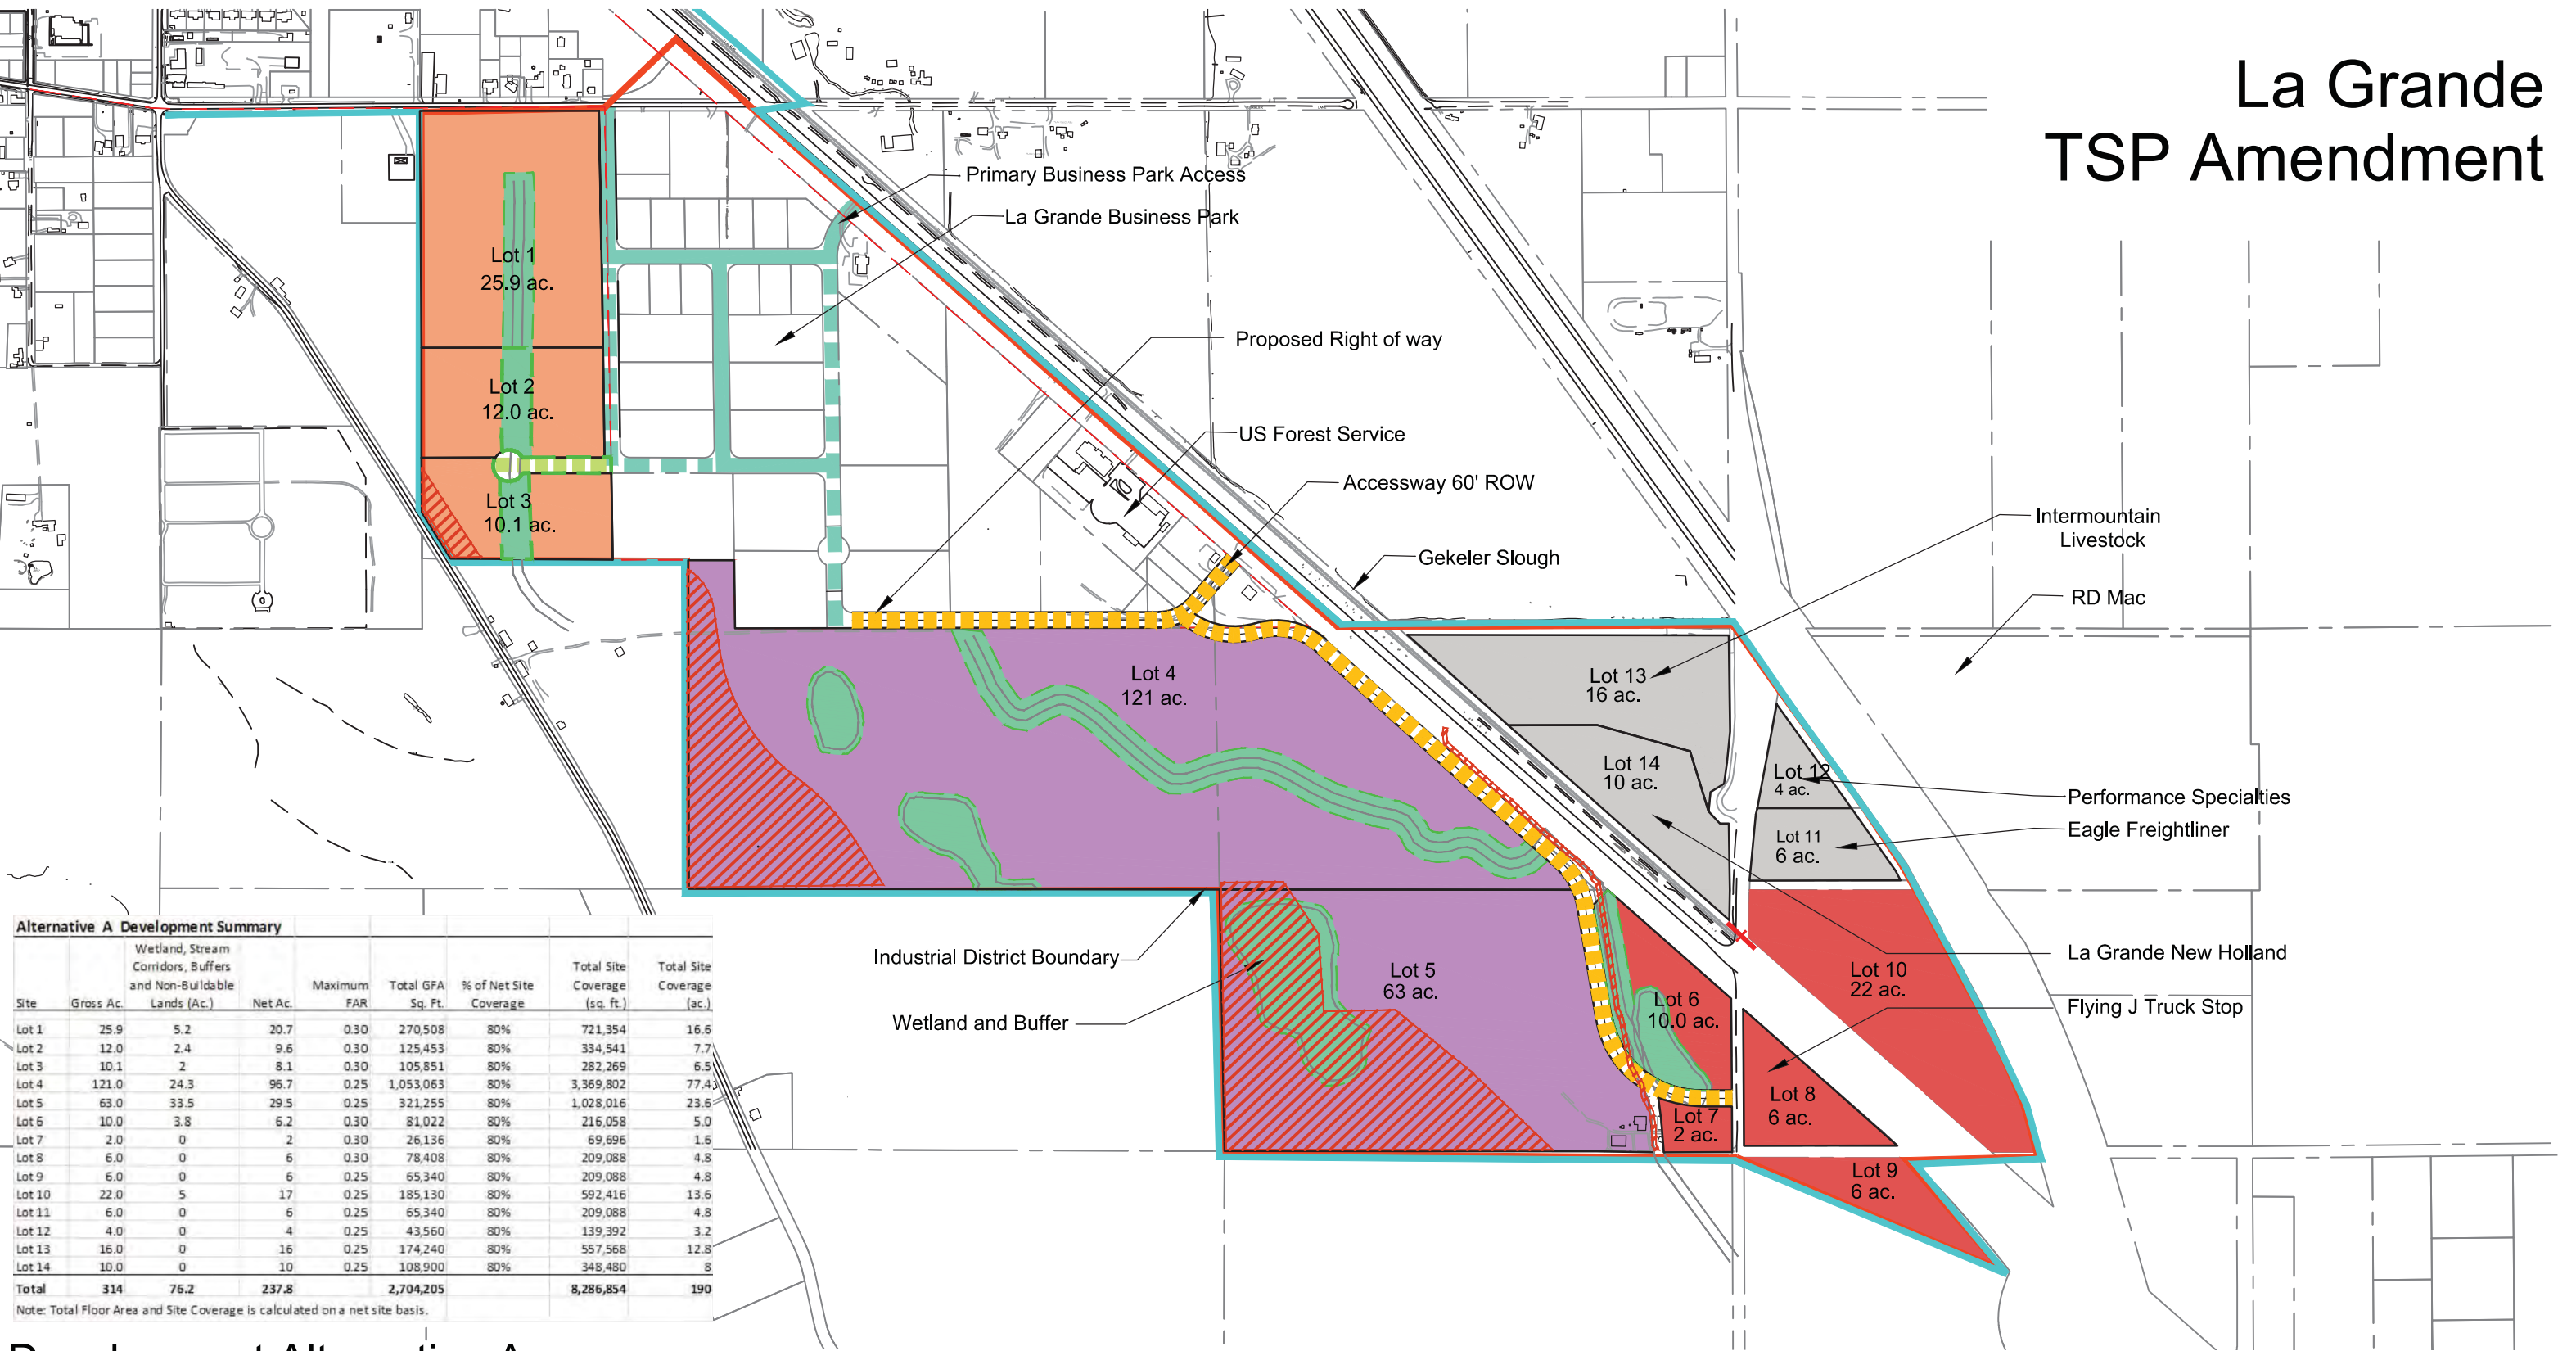 La Grande
TSP Amendment
Primary Business Park Access
La Grande Business Park
Proposed Right of way
US Forest Service
Accessway 60' ROW
Gekeler Slough
Intermountain
Livestock
RD Mac
Lot 1
25.9 ac.
Lot 2
12.0 ac.
Lot 3
10.1 ac.
Lot 4
121 ac.
Lot 13
16 ac.
Lot 14
10 ac.
Lot 12
4 ac.
Lot 11
6 ac.
Performance Specialties
Eagle Freightliner
La Grande New Holland
Flying J Truck Stop
Industrial District Boundary
Wetland and Buffer
Lot 5
63 ac.
Lot 6
10.0 ac.
Lot 10
22 ac.
Lot 7
2 ac.
Lot 8
6 ac.
Lot 9
6 ac.
Alternative A Development Summary
Site Gross Ac. Wetland, Stream Corridors, Buffers and Non-Buildable Lands (Ac.) Net Ac. Maximum FAR Total GFA Sq. Ft. % of Net Site Coverage Total Site Coverage (sq. ft.) Total Site Coverage (ac.)
Lot 1 25.9 5.2 20.7 0.30 270,508 80% 721,354 16.6
Lot 2 12.0 2.4 9.6 0.30 125,453 80% 334,541 7.7
Lot 3 10.1 2 8.1 0.30 105,851 80% 282,269 6.5
Lot 4 121.0 24.3 96.7 0.25 1,053,063 80% 3,369,802 77.4
Lot 5 63.0 33.5 29.5 0.25 321,255 80% 1,028,016 23.6
Lot 6 10.0 3.8 6.2 0.30 81,022 80% 216,058 5.0
Lot 7 2.0 0 2 0.30 26,136 80% 69,696 1.6
Lot 8 6.0 0 6 0.30 78,408 80% 209,088 4.8
Lot 9 6.0 0 6 0.25 65,340 80% 209,088 4.8
Lot 10 22.0 5 17 0.25 185,130 80% 592,416 13.6
Lot 11 6.0 0 6 0.25 65,340 80% 209,088 4.8
Lot 12 4.0 0 4 0.25 43,560 80% 139,392 3.2
Lot 13 16.0 0 16 0.25 174,240 80% 557,568 12.8
Lot 14 10.0 0 10 0.25 108,900 80% 348,480 8
Total 314 76.2 237.8 2,704,205 8,286,854 190
Note: Total Floor Area and Site Coverage is calculated on a net site basis.
Development Alternative A